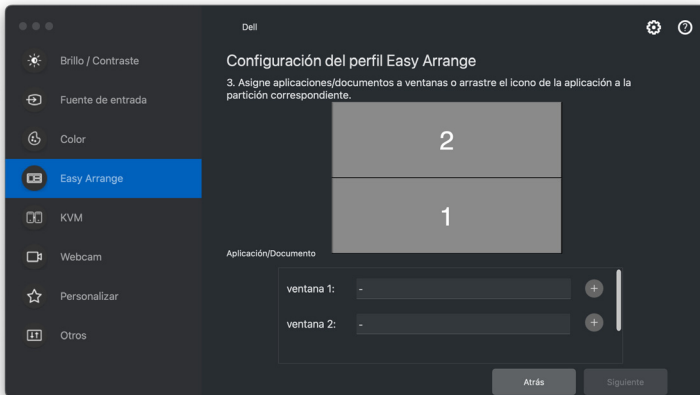 Dell
Brillo / Contraste
Fuente de entrada
Color
Easy Arrange
KVM
Webcam
Personalizar
Otros
Configuración del perfil Easy Arrange
3. Asigne aplicaciones/documentos a ventanas o arrastre el icono de la aplicación a la
partición correspondiente.
2
1
Aplicación/Documento
ventana 1: -
ventana 2: -
Atrás
Siguiente